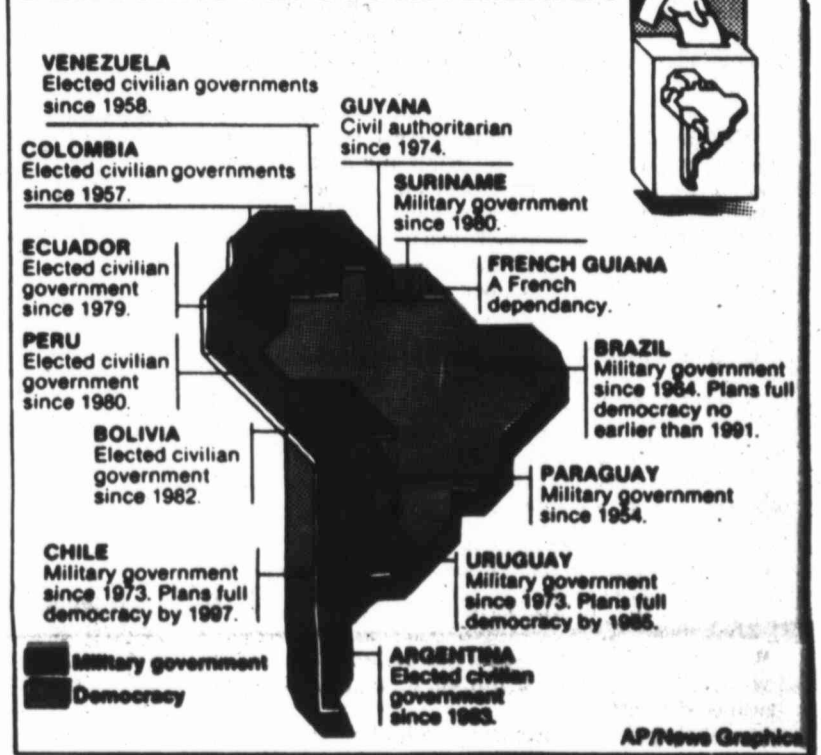 VENEZUELA
Elected civilian governments
since 1958.
GUYANA
Civil authoritarian
since 1974.
COLOMBIA
Elected civilian governments
since 1957.
SURINAME
Military government
since 1980.
ECUADOR
Elected civilian
government
since 1979.
FRENCH GUIANA
A French
dependancy.
PERU
Elected civilian
government
since 1980.
BRAZIL
Military government
since 1964. Plans full
democracy no
earlier than 1991.
BOLIVIA
Elected civilian
government
since 1982.
PARAGUAY
Military government
since 1954.
CHILE
Military government
since 1973. Plans full
democracy by 1997.
URUGUAY
Military government
since 1973. Plans full
democracy by 1985.
ARGENTINA
Elected civilian
government
since 1983.
Military government
Democracy
AP/News Graphics